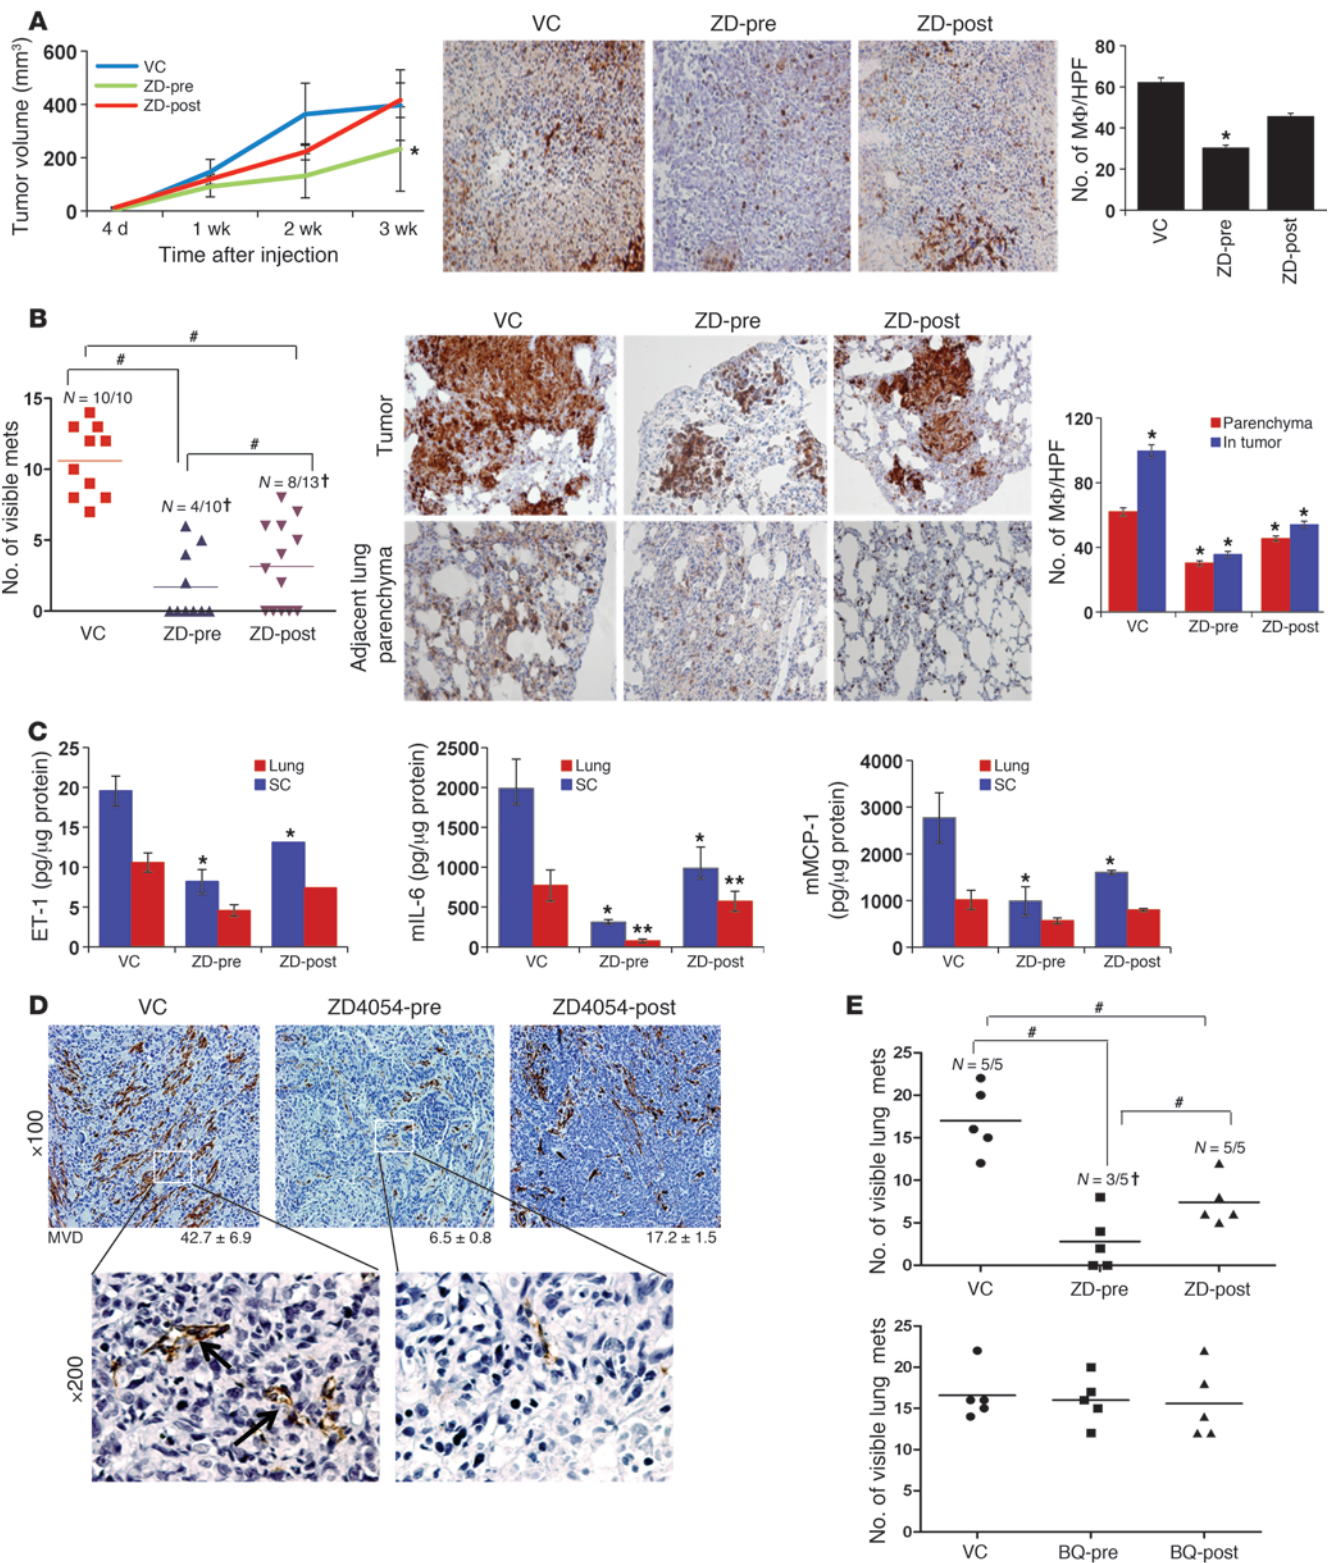 A
VC
ZD-pre
ZD-post
Tumor volume (mm³)
600
400
200
0
VC
ZD-pre
ZD-post
*
4 d
1 wk
2 wk
3 wk
Time after injection
No. of MΦ/HPF
80
60
40
20
0
*
VC
ZD-pre
ZD-post
B
#
#
#
No. of visible mets
15
10
5
0
N = 10/10
N = 4/10†
N = 8/13†
VC
ZD-pre
ZD-post
VC
ZD-pre
ZD-post
Tumor
Adjacent lung
parenchyma
No. of MΦ/HPF
120
80
40
0
Parenchyma
In tumor
*
* *
* *
VC
ZD-pre
ZD-post
C
ET-1 (pg/μg protein)
25
20
15
10
5
0
Lung
SC
*
*
VC
ZD-pre
ZD-post
mIL-6 (pg/μg protein)
2500
2000
1500
1000
500
0
Lung
SC
* **
* **
VC
ZD-pre
ZD-post
mMCP-1
(pg/μg protein)
4000
3000
2000
1000
0
Lung
SC
*
*
VC
ZD-pre
ZD-post
D
VC
ZD4054-pre
ZD4054-post
×100
MVD
42.7 ± 6.9
6.5 ± 0.8
17.2 ± 1.5
×200
E
#
#
#
No. of visible lung mets
25
20
15
10
5
0
N = 5/5
N = 3/5†
N = 5/5
VC
ZD-pre
ZD-post
No. of visible lung mets
25
20
15
10
5
0
VC
BQ-pre
BQ-post